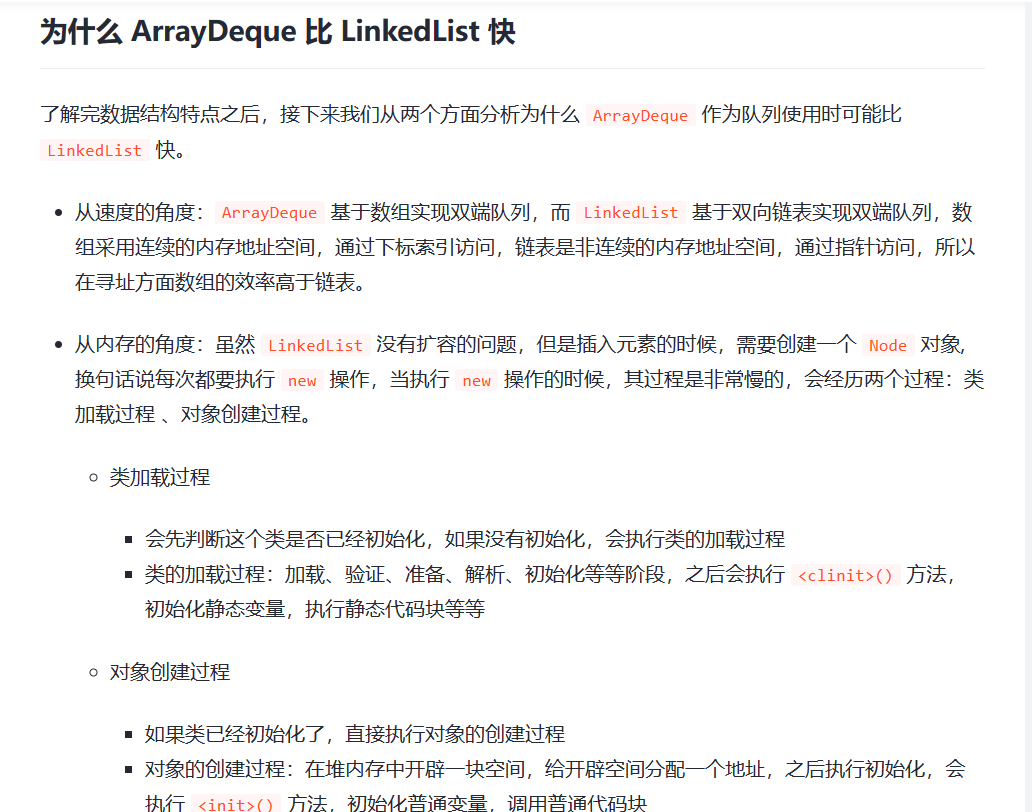 为什么 ArrayDeque 比 LinkedList 快
了解完数据结构特点之后，接下来我们从两个方面分析为什么 ArrayDeque 作为队列使用时可能比
LinkedList 快。
从速度的角度：ArrayDeque 基于数组实现双端队列，而 LinkedList 基于双向链表实现双端队列，数
组采用连续的内存地址空间，通过下标索引访问，链表是非连续的内存地址空间，通过指针访问，所以
在寻址方面数组的效率高于链表。
从内存的角度：虽然 LinkedList 没有扩容的问题，但是插入元素的时候，需要创建一个 Node 对象,
换句话说每次都要执行 new 操作，当执行 new 操作的时候，其过程是非常慢的，会经历两个过程：类
加载过程 、对象创建过程。
类加载过程
会先判断这个类是否已经初始化，如果没有初始化，会执行类的加载过程
类的加载过程：加载、验证、准备、解析、初始化等等阶段，之后会执行 <clinit>() 方法，
初始化静态变量，执行静态代码块等等
对象创建过程
如果类已经初始化了，直接执行对象的创建过程
对象的创建过程：在堆内存中开辟一块空间，给开辟空间分配一个地址，之后执行初始化，会
执行 <init>() 方法，初始化普通变量，调用普通代码块